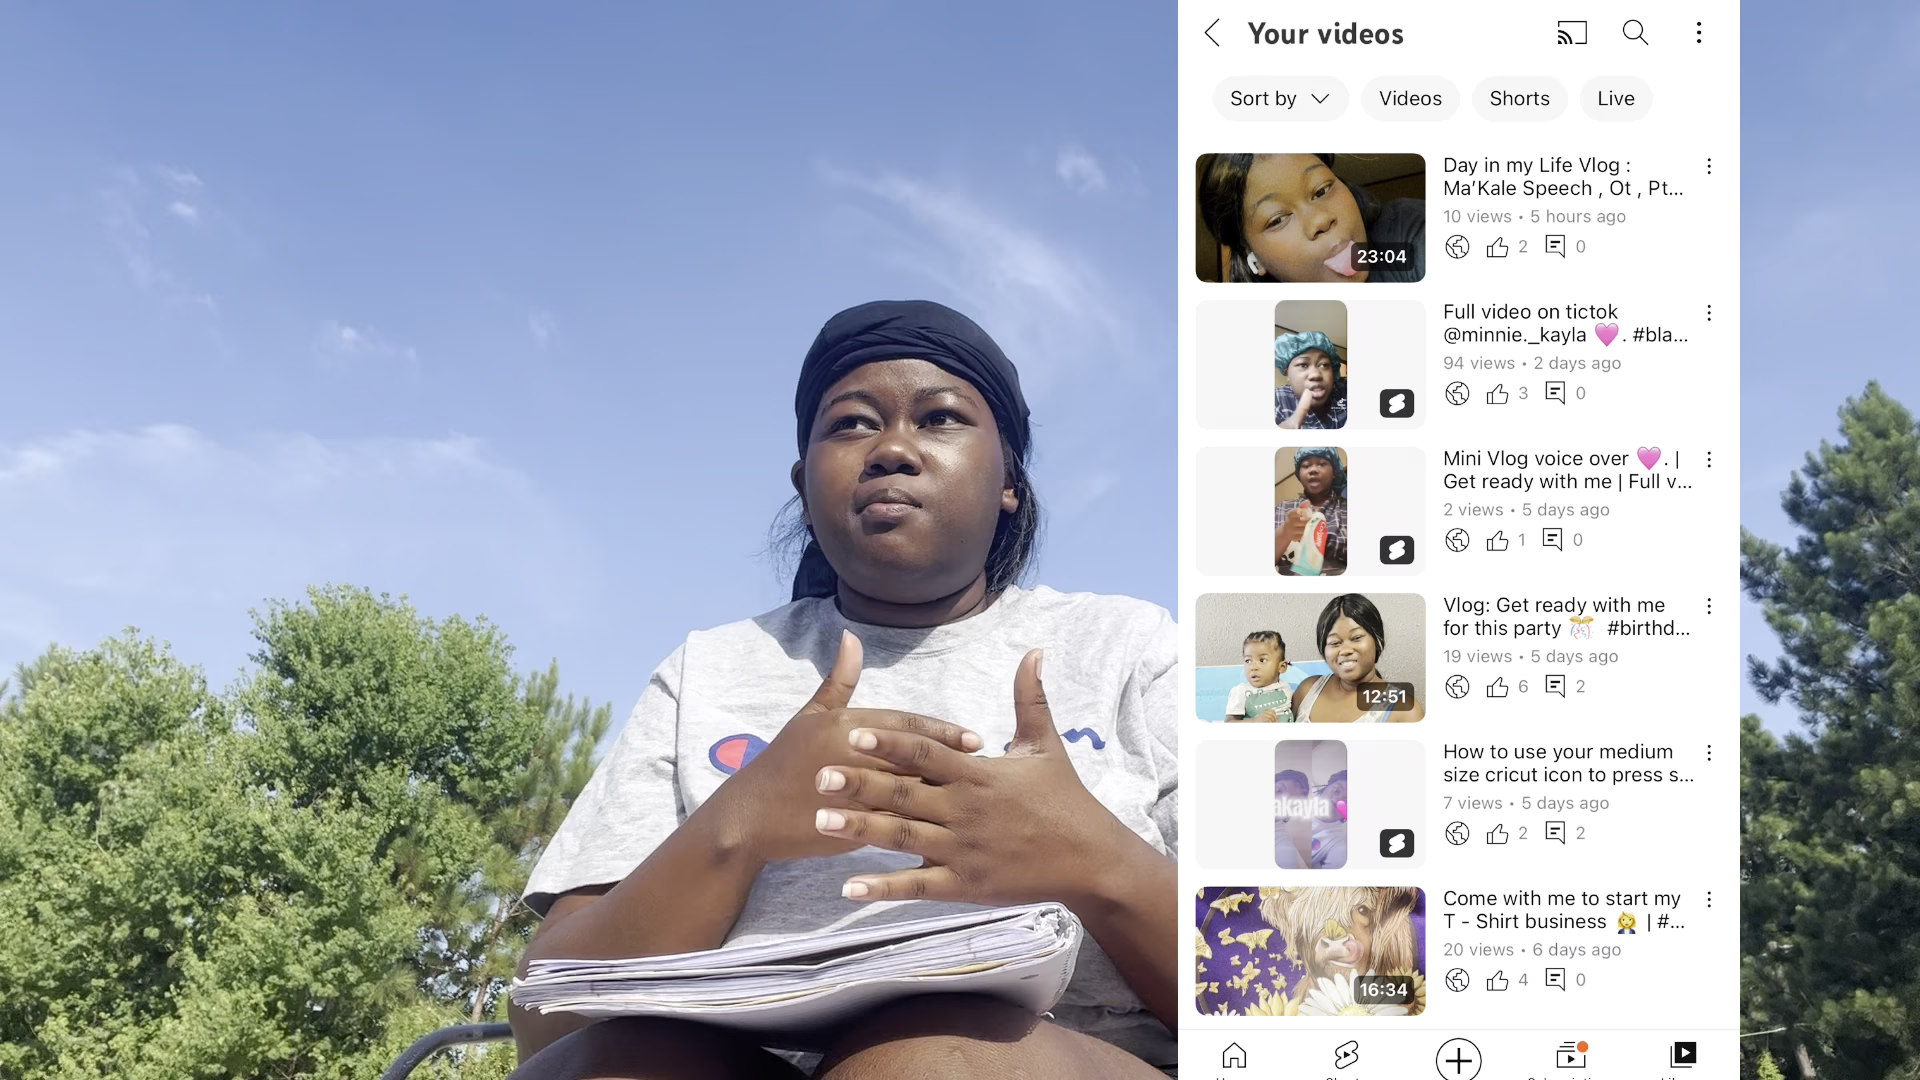 Your videos
Sort by
Videos
Shorts
Live
Day in my Life Vlog :
Ma’Kale Speech , Ot , Pt...
10 views • 5 hours ago
2
0
23:04
Full video on tictok
@minnie._kayla 🩷. #bla...
94 views • 2 days ago
3
0
Mini Vlog voice over 🩷. |
Get ready with me | Full v...
2 views • 5 days ago
1
0
Vlog: Get ready with me
for this party 🎊 #birthd...
19 views • 5 days ago
6
2
12:51
How to use your medium
size cricut icon to press s...
7 views • 5 days ago
2
2
akayla
Come with me to start my
T - Shirt business 👩‍💼 | #...
20 views • 6 days ago
4
0
16:34